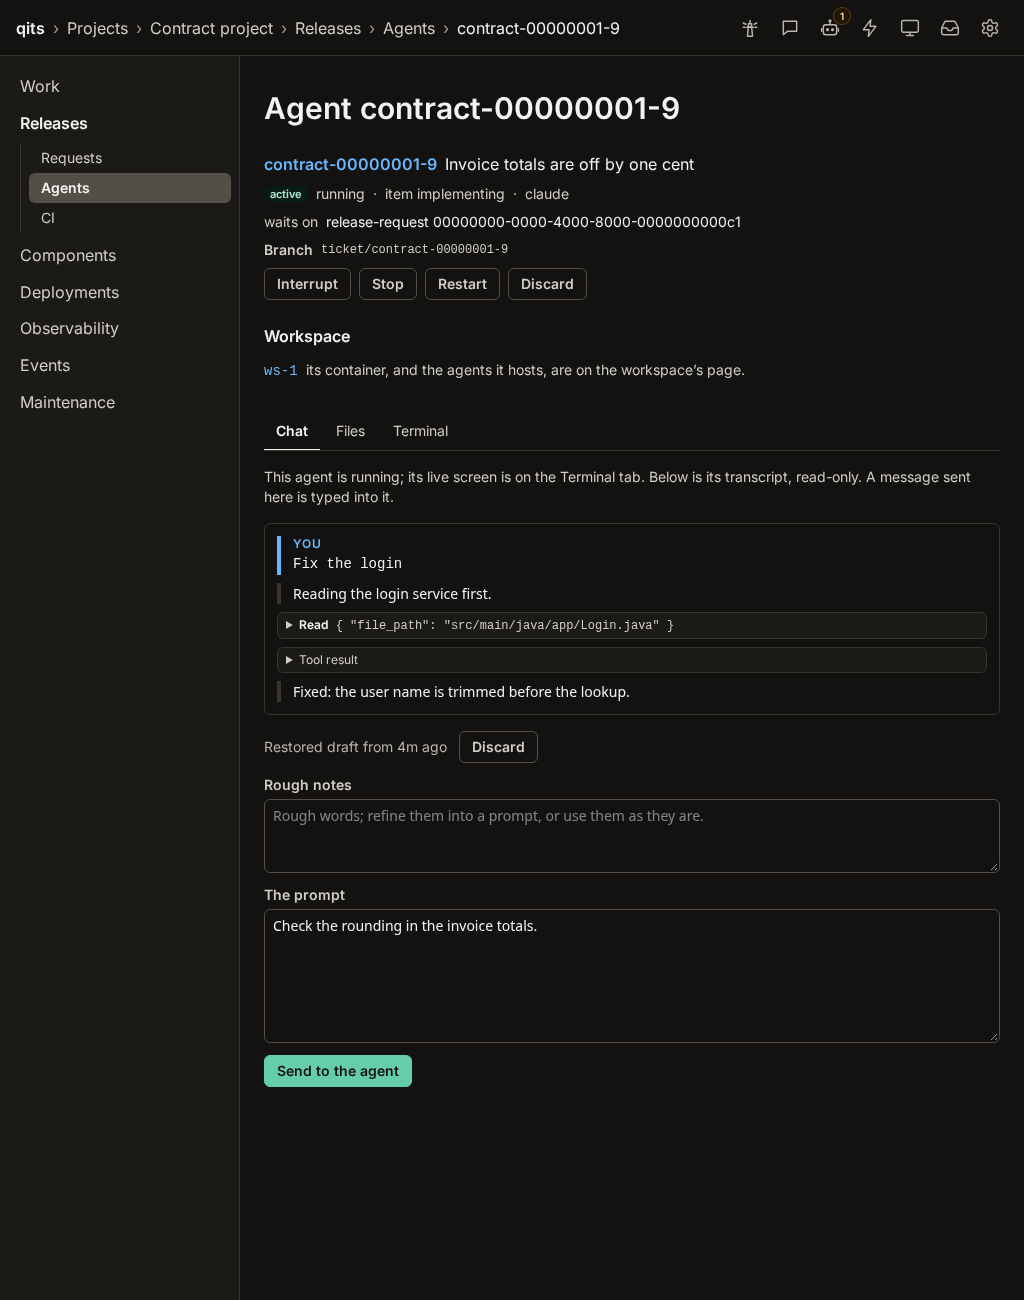 qits › Projects › Contract project › Releases › Agents › contract-00000001-9
1
Work
Releases
Requests
Agents
CI
Components
Deployments
Observability
Events
Maintenance
Agent contract-00000001-9
contract-00000001-9 Invoice totals are off by one cent
active running · item implementing · claude
waits on release-request 00000000-0000-4000-8000-0000000000c1
Branch ticket/contract-00000001-9
Interrupt Stop Restart Discard
Workspace
ws-1 its container, and the agents it hosts, are on the workspace’s page.
Chat Files Terminal
This agent is running; its live screen is on the Terminal tab. Below is its transcript, read-only. A message sent
here is typed into it.
YOU
Fix the login
Reading the login service first.
Read { "file_path": "src/main/java/app/Login.java" }
Tool result
Fixed: the user name is trimmed before the lookup.
Restored draft from 4m ago Discard
Rough notes
Rough words; refine them into a prompt, or use them as they are.
The prompt
Check the rounding in the invoice totals.
Send to the agent